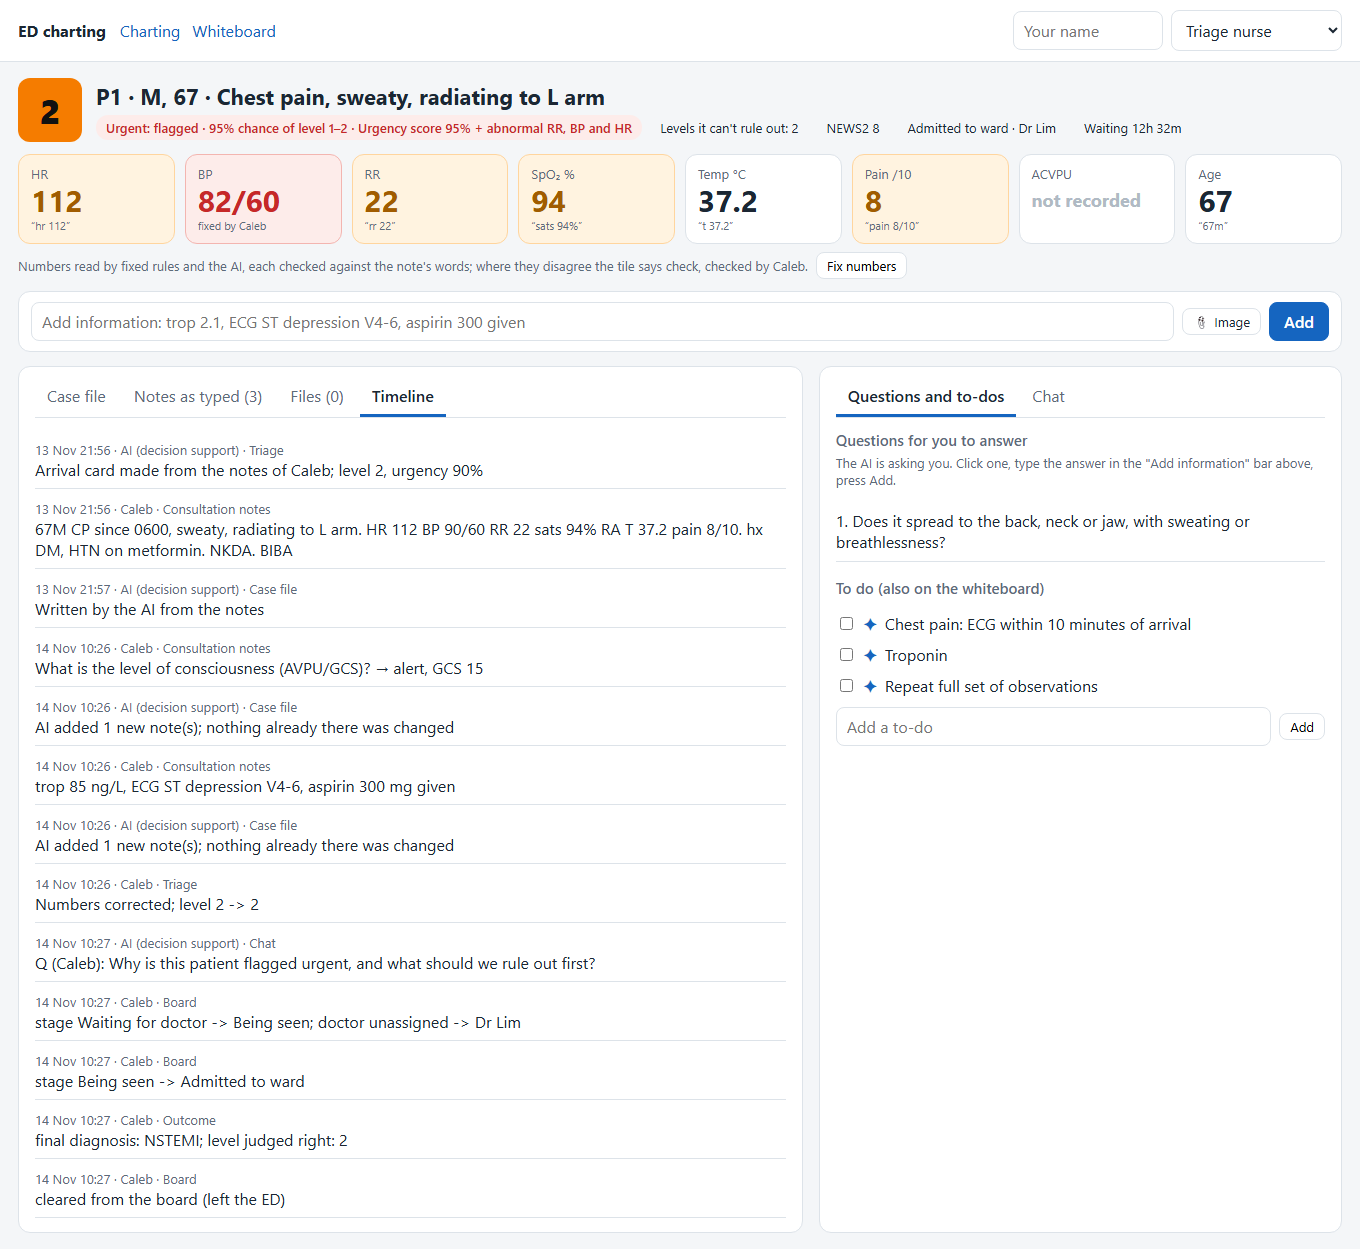 ED charting Charting Whiteboard Your name Triage nurse
2
P1 · M, 67 · Chest pain, sweaty, radiating to L arm
Urgent: flagged · 95% chance of level 1–2 · Urgency score 95% + abnormal RR, BP and HR Levels it can't rule out: 2 NEWS2 8 Admitted to ward · Dr Lim Waiting 12h 32m
HR
112
"hr 112"
BP
82/60
fixed by Caleb
RR
22
"rr 22"
SpO₂ %
94
"sats 94%"
Temp °C
37.2
"t 37.2"
Pain /10
8
"pain 8/10"
ACVPU
not recorded
Age
67
"67m"
Numbers read by fixed rules and the AI, each checked against the note's words; where they disagree the tile says check, checked by Caleb. Fix numbers
Add information: trop 2.1, ECG ST depression V4-6, aspirin 300 given Image Add
Case file Notes as typed (3) Files (0) Timeline
13 Nov 21:56 · AI (decision support) · Triage
Arrival card made from the notes of Caleb; level 2, urgency 90%
13 Nov 21:56 · Caleb · Consultation notes
67M CP since 0600, sweaty, radiating to L arm. HR 112 BP 90/60 RR 22 sats 94% RA T 37.2 pain 8/10. hx
DM, HTN on metformin. NKDA. BIBA
13 Nov 21:57 · AI (decision support) · Case file
Written by the AI from the notes
14 Nov 10:26 · Caleb · Consultation notes
What is the level of consciousness (AVPU/GCS)? → alert, GCS 15
14 Nov 10:26 · AI (decision support) · Case file
AI added 1 new note(s); nothing already there was changed
14 Nov 10:26 · Caleb · Consultation notes
trop 85 ng/L, ECG ST depression V4-6, aspirin 300 mg given
14 Nov 10:26 · AI (decision support) · Case file
AI added 1 new note(s); nothing already there was changed
14 Nov 10:26 · Caleb · Triage
Numbers corrected; level 2 -> 2
14 Nov 10:27 · AI (decision support) · Chat
Q (Caleb): Why is this patient flagged urgent, and what should we rule out first?
14 Nov 10:27 · Caleb · Board
stage Waiting for doctor -> Being seen; doctor unassigned -> Dr Lim
14 Nov 10:27 · Caleb · Board
stage Being seen -> Admitted to ward
14 Nov 10:27 · Caleb · Outcome
final diagnosis: NSTEMI; level judged right: 2
14 Nov 10:27 · Caleb · Board
cleared from the board (left the ED)
Questions and to-dos Chat
Questions for you to answer
The AI is asking you. Click one, type the answer in the "Add information" bar above,
press Add.
1. Does it spread to the back, neck or jaw, with sweating or
breathlessness?
To do (also on the whiteboard)
✦ Chest pain: ECG within 10 minutes of arrival
✦ Troponin
✦ Repeat full set of observations
Add a to-do Add